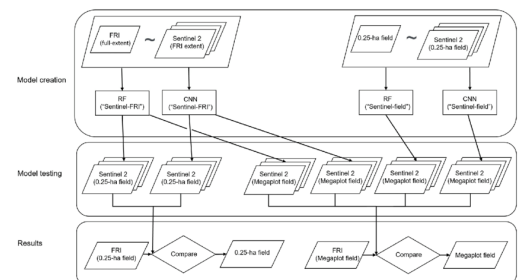 FRI
(full-extent)
~
Sentinel 2
(FRI extent)
0.25-ha field
~
Sentinel 2
(0.25-ha field)
Model creation
RF
("Sentinel-FRI")
CNN
("Sentinel-FRI")
RF
("Sentinel-field")
CNN
("Sentinel-field")
Model testing
Sentinel 2
(0.25-ha field)
Sentinel 2
(0.25-ha field)
Sentinel 2
(Megaplot field)
Sentinel 2
(Megaplot field)
Sentinel 2
(Megaplot field)
Sentinel 2
(Megaplot field)
Results
FRI
(0.25-ha field)
Compare
0.25-ha field
FRI
(Megaplot field)
Compare
Megaplot field